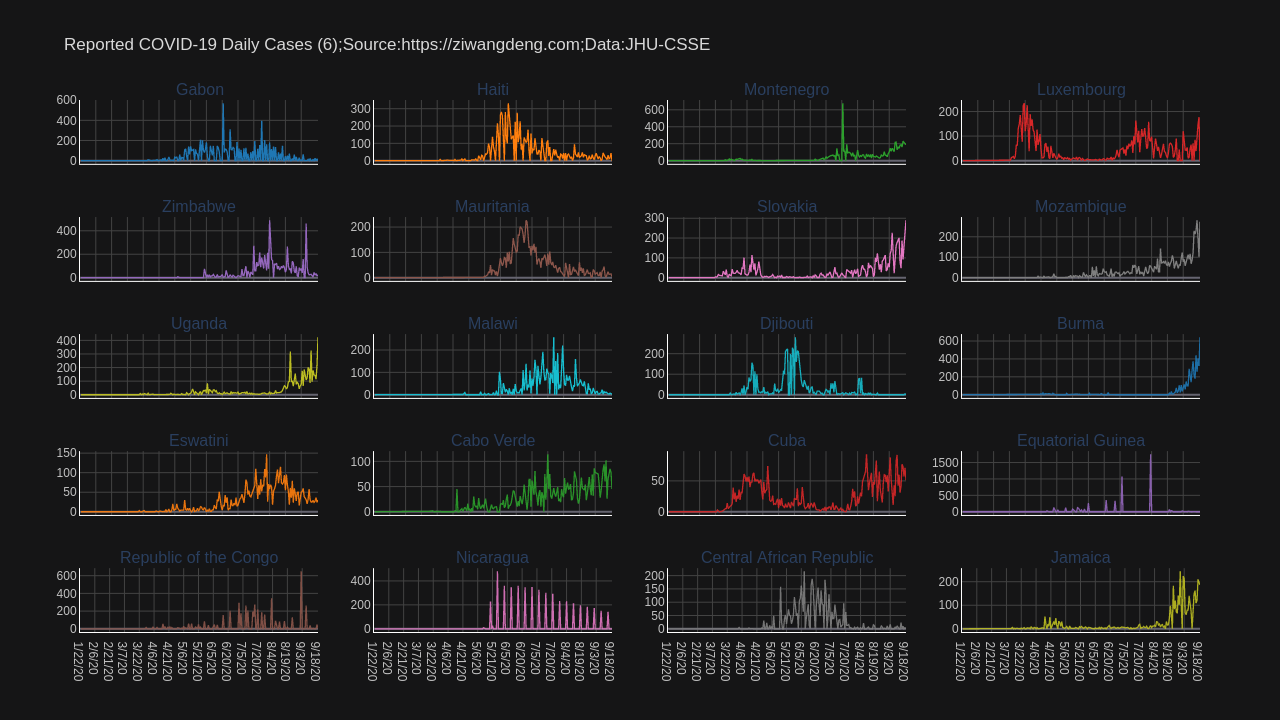 Reported COVID-19 Daily Cases (6);Source:https://ziwangdeng.com;Data:JHU-CSSE
Gabon Haiti Montenegro Luxembourg
600 400 200 0
300 200 100 0
600 400 200 0
200 100 0
Zimbabwe Mauritania Slovakia Mozambique
400 200 0
200 100 0
300 200 100 0
200 100 0
Uganda Malawi Djibouti Burma
400 300 200 100 0
200 100 0
200 100 0
600 400 200 0
Eswatini Cabo Verde Cuba Equatorial Guinea
150 100 50 0
100 50 0
50 0
1500 1000 500 0
Republic of the Congo Nicaragua Central African Republic Jamaica
600 400 200 0
400 200 0
200 150 100 50 0
200 100 0
1/22/20 2/6/20 2/21/20 3/7/20 3/22/20 4/6/20 4/21/20 5/6/20 5/21/20 6/5/20 6/20/20 7/5/20 7/20/20 8/4/20 8/19/20 9/3/20 9/18/20
1/22/20 2/6/20 2/21/20 3/7/20 3/22/20 4/6/20 4/21/20 5/6/20 5/21/20 6/5/20 6/20/20 7/5/20 7/20/20 8/4/20 8/19/20 9/3/20 9/18/20
1/22/20 2/6/20 2/21/20 3/7/20 3/22/20 4/6/20 4/21/20 5/6/20 5/21/20 6/5/20 6/20/20 7/5/20 7/20/20 8/4/20 8/19/20 9/3/20 9/18/20
1/22/20 2/6/20 2/21/20 3/7/20 3/22/20 4/6/20 4/21/20 5/6/20 5/21/20 6/5/20 6/20/20 7/5/20 7/20/20 8/4/20 8/19/20 9/3/20 9/18/20